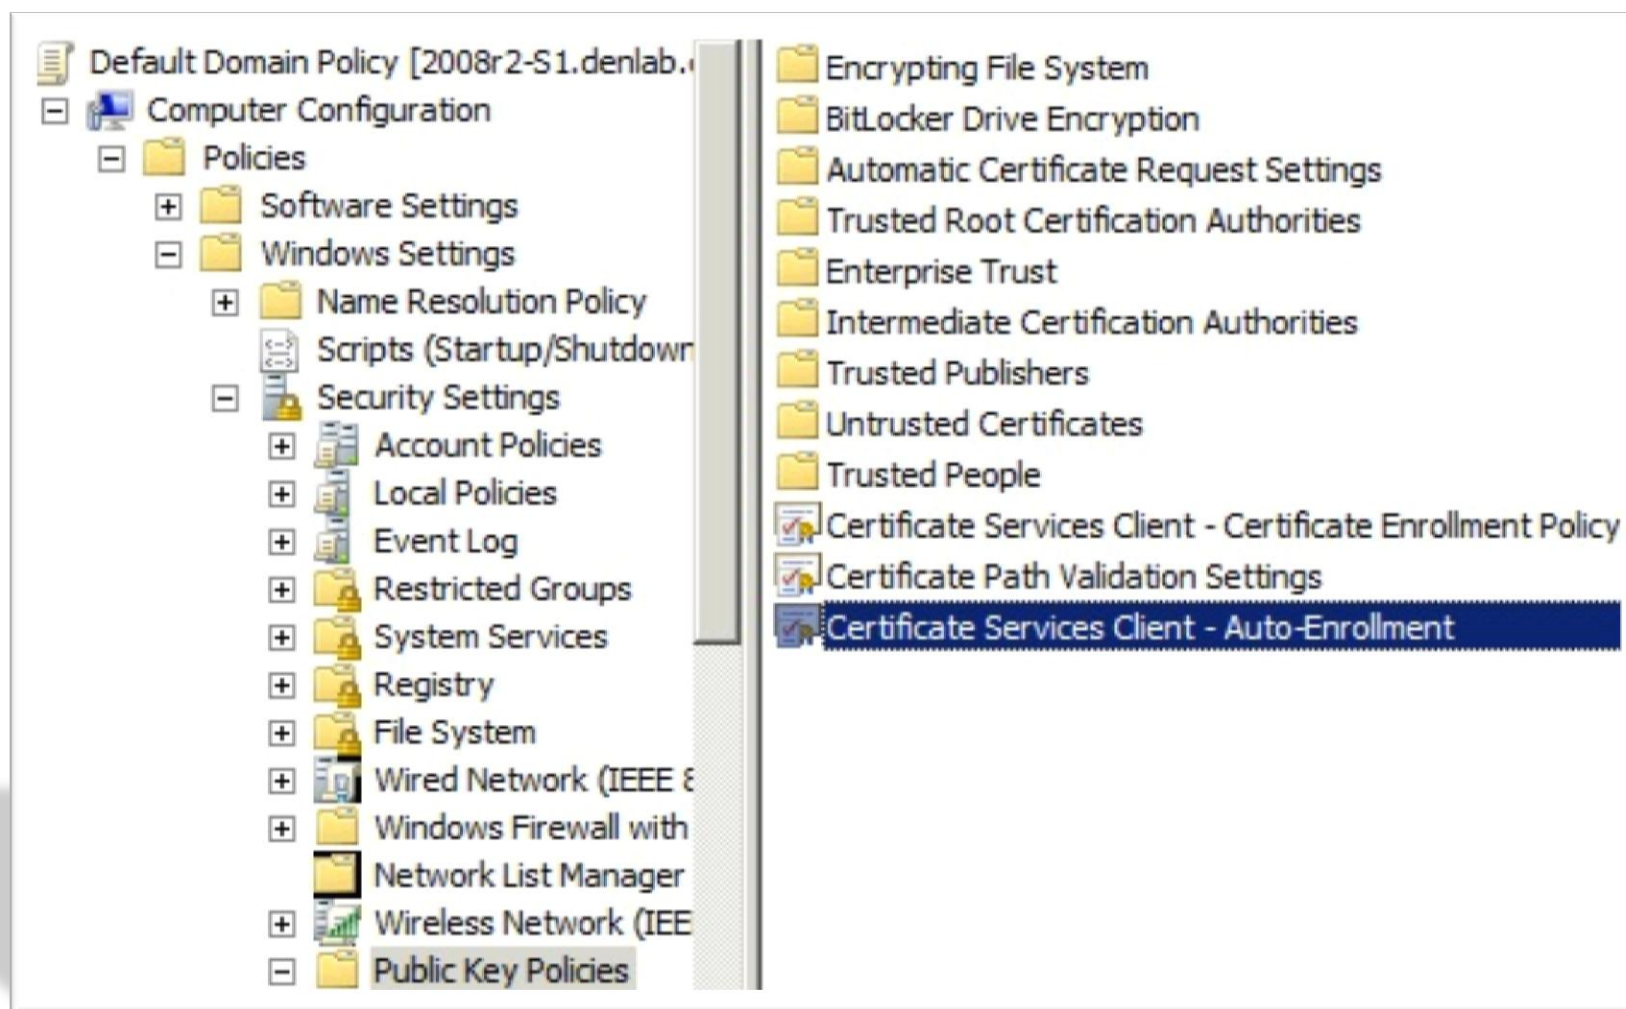 Default Domain Policy [2008r2-S1.denlab.
Computer Configuration
Policies
Software Settings
Windows Settings
Name Resolution Policy
Scripts (Startup/Shutdown
Security Settings
Account Policies
Local Policies
Event Log
Restricted Groups
System Services
Registry
File System
Wired Network (IEEE 8
Windows Firewall with
Network List Manager
Wireless Network (IEE
Public Key Policies
Encrypting File System
BitLocker Drive Encryption
Automatic Certificate Request Settings
Trusted Root Certification Authorities
Enterprise Trust
Intermediate Certification Authorities
Trusted Publishers
Untrusted Certificates
Trusted People
Certificate Services Client - Certificate Enrollment Policy
Certificate Path Validation Settings
Certificate Services Client - Auto-Enrollment